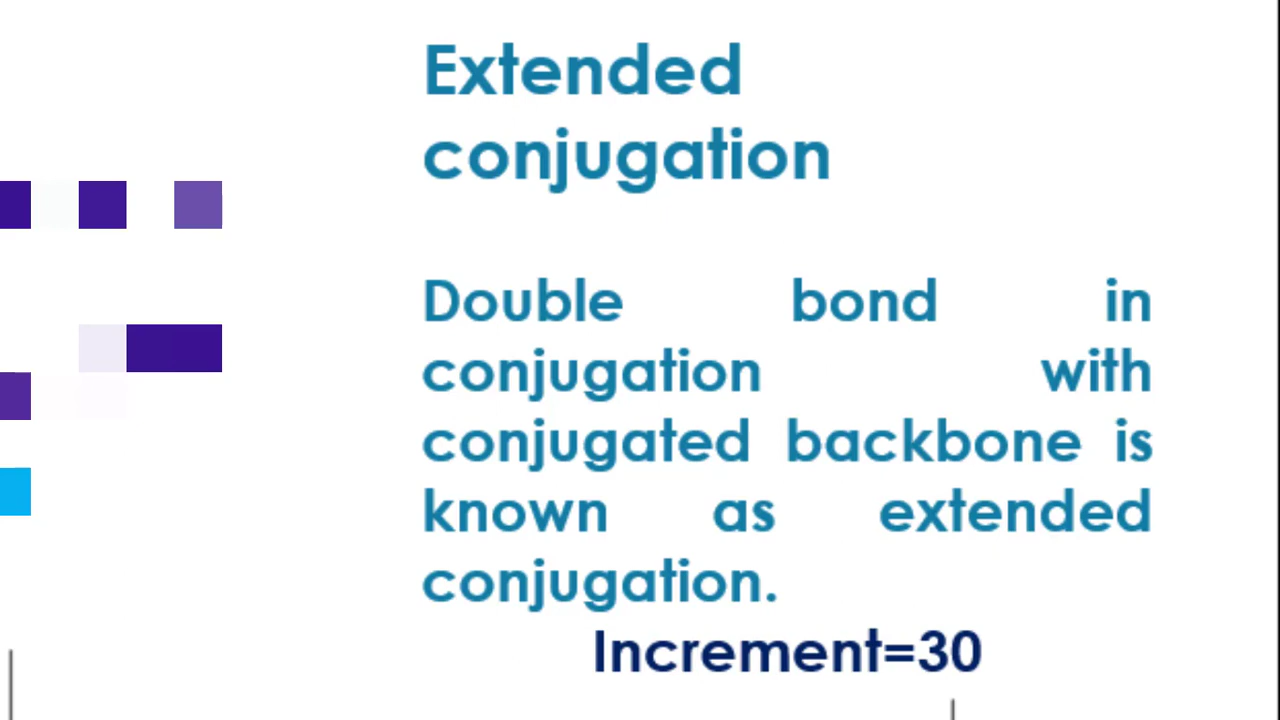 Extended
conjugation
Double bond in
conjugation with
conjugated backbone is
known as extended
conjugation.
Increment=30